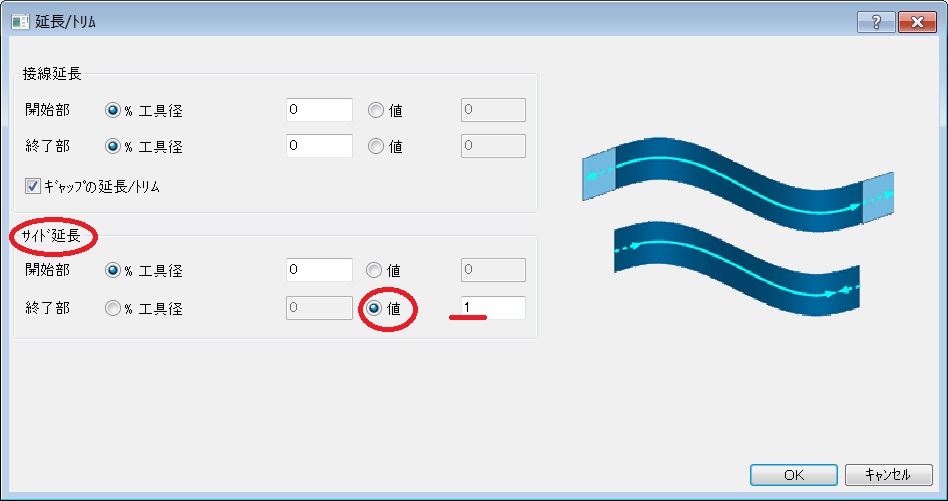 延長/ﾄﾘﾑ
接線延長
開始部 % 工具径 0 値 0
終了部 % 工具径 0 値 0
ｷﾞｬｯﾌﾟの延長/ﾄﾘﾑ
ｻｲﾄﾞ延長
開始部 % 工具径 0 値 0
終了部 % 工具径 0 値 1
OK ｷｬﾝｾﾙ